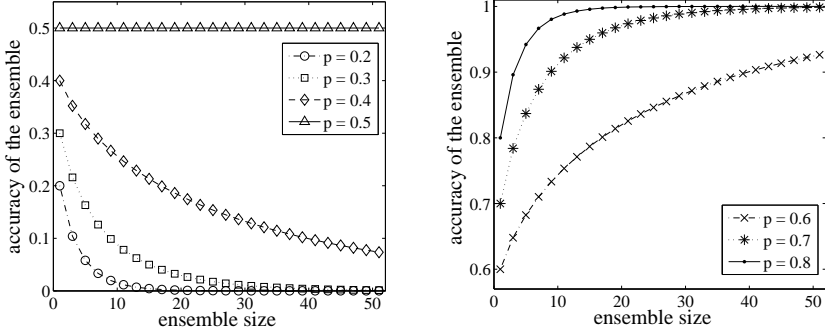 accuracy of the ensemble
0.5
0.4
0.3
0.2
0.1
0
0 10 20 30 40 50
ensemble size
p = 0.2
p = 0.3
p = 0.4
p = 0.5
accuracy of the ensemble
1
0.9
0.8
0.7
0.6
0 10 20 30 40 50
ensemble size
p = 0.6
p = 0.7
p = 0.8